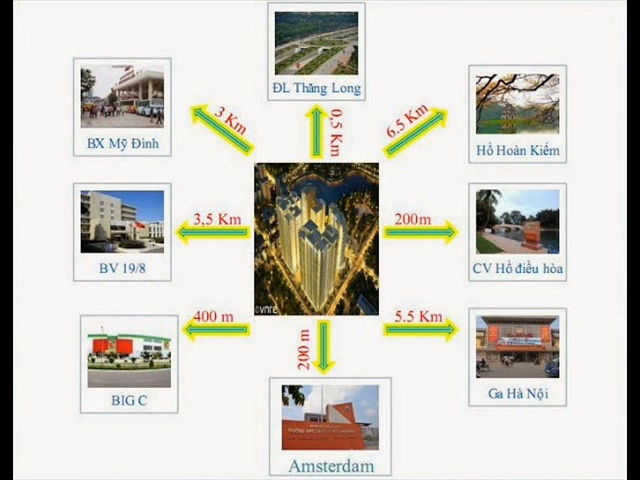 ĐL Thăng Long
BX Mỹ Đình
3 Km
0,5 Km
6.5 Km
Hồ Hoàn Kiếm
3,5 Km
200m
BV 19/8
CV Hồ điều hòa
vnre
400 m
200 m
5.5 Km
BIG C
Ga Hà Nội
Amsterdam